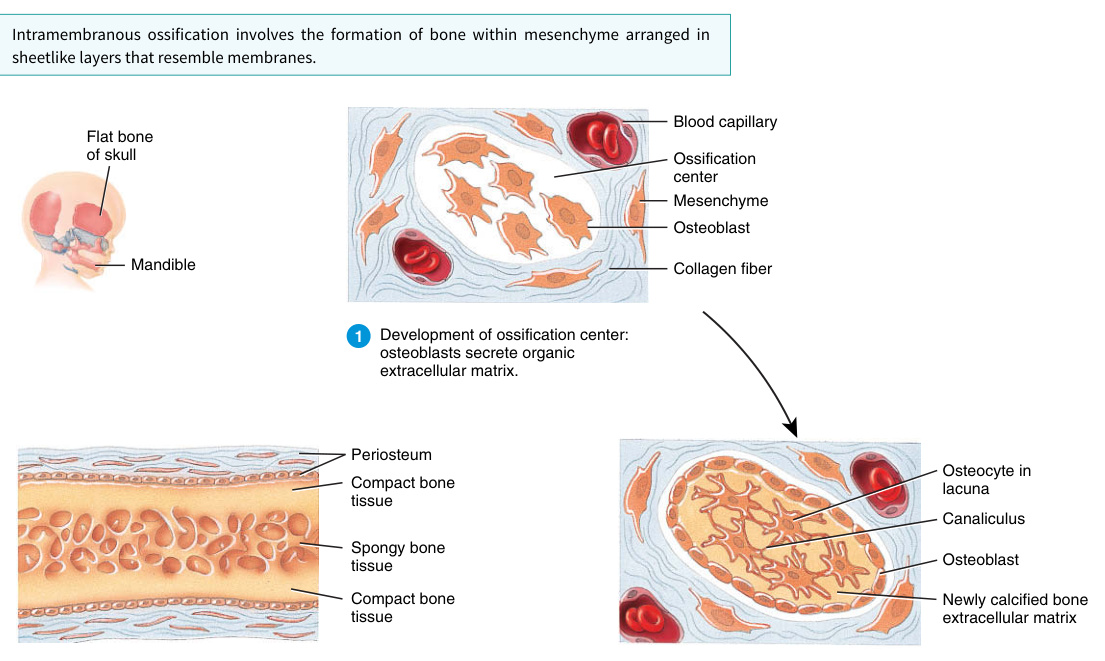 Intramembranous ossification involves the formation of bone within mesenchyme arranged in
sheetlike layers that resemble membranes.
Flat bone
of skull
Mandible
Blood capillary
Ossification
center
Mesenchyme
Osteoblast
Collagen fiber
1 Development of ossification center:
osteoblasts secrete organic
extracellular matrix.
Periosteum
Compact bone
tissue
Spongy bone
tissue
Compact bone
tissue
Osteocyte in
lacuna
Canaliculus
Osteoblast
Newly calcified bone
extracellular matrix